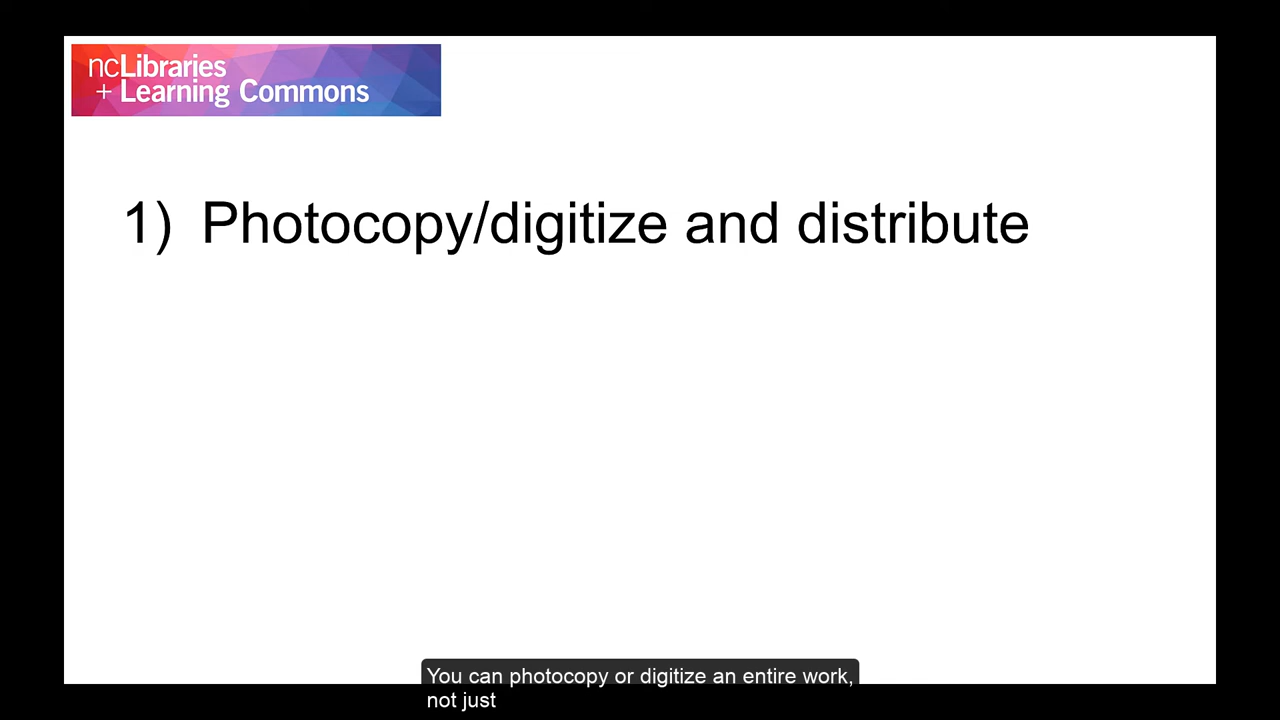 ncLibraries
+ Learning Commons
1) Photocopy/digitize and distribute
You can photocopy or digitize an entire work,
not just